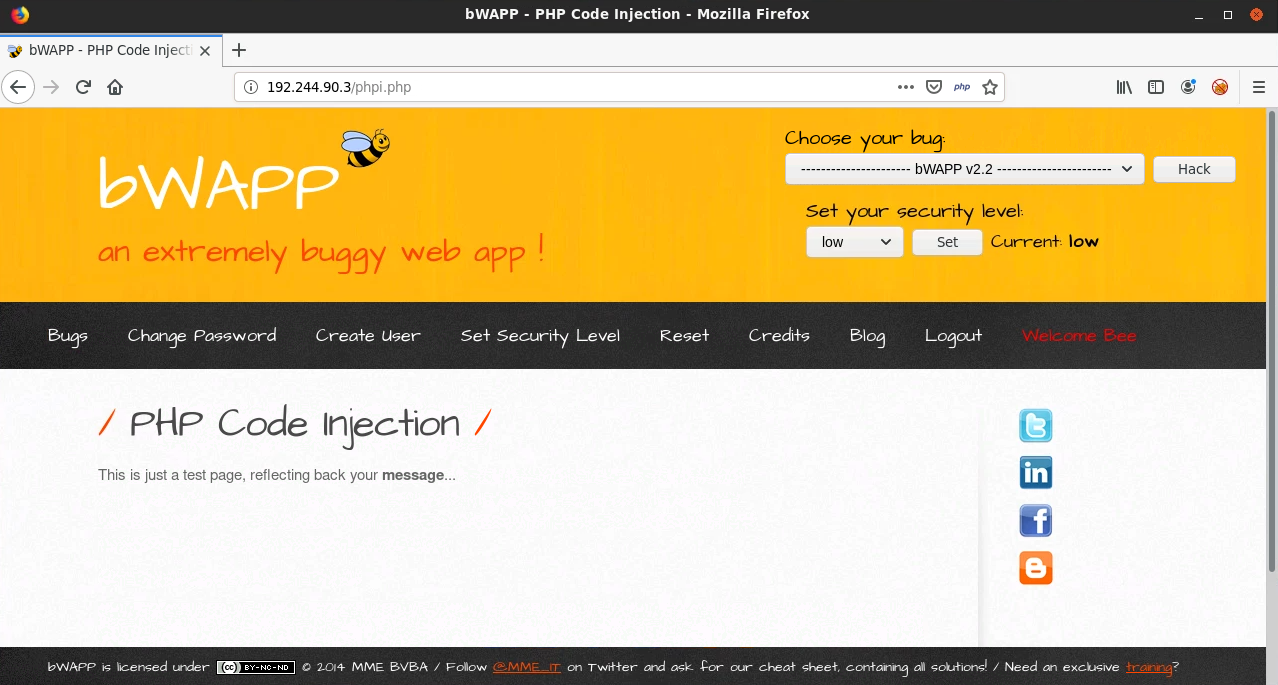 bWAPP - PHP Code Injection - Mozilla Firefox
bWAPP - PHP Code Injecti
192.244.90.3/phpi.php
php
bWAPP
an extremely buggy web app !
Choose your bug:
---------------------- bWAPP v2.2 ----------------------- Hack
Set your security level:
low Set Current: low
Bugs Change Password Create User Set Security Level Reset Credits Blog Logout Welcome Bee
/ PHP Code Injection /
This is just a test page, reflecting back your message...
bWAPP is licensed under (cc) BY-NC-ND © 2014 MME BVBA / Follow @MME_IT on Twitter and ask for our cheat sheet, containing all solutions! / Need an exclusive training?